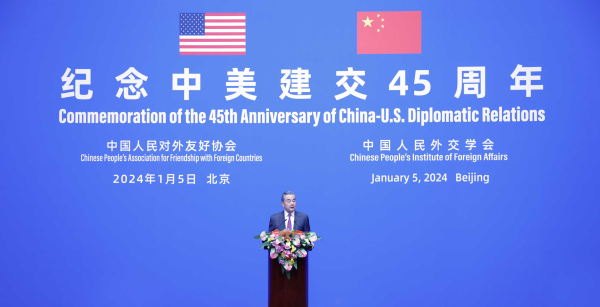 纪念中美建交45周年
Commemoration of the 45th Anniversary of China-U.S. Diplomatic Relations
中国人民对外友好协会
Chinese People's Association for Friendship with Foreign Countries
2024年1月5日 北京
中国人民外交学会
Chinese People's Institute of Foreign Affairs
January 5, 2024 Beijing